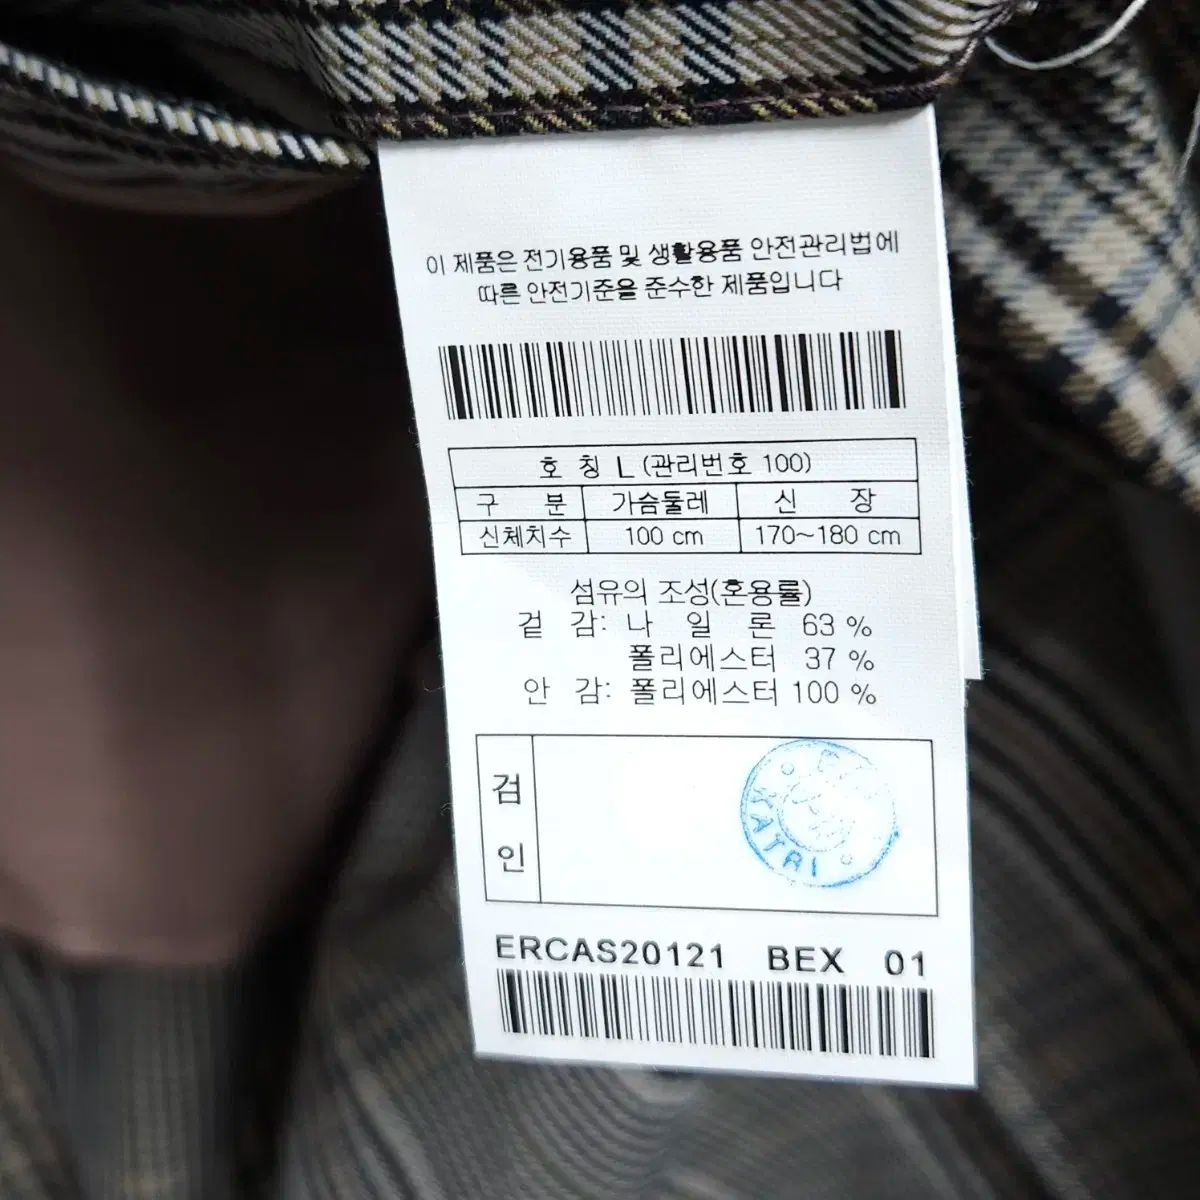 이 제품은 전기용품 및 생활용품 안전관리법에
따른 안전기준을 준수한 제품입니다
호 칭 L (관리번호 100)
구 분 가슴둘레 신 장
신체치수 100 cm 170~180 cm
섬유의 조성(혼용률)
겉 감: 나 일 론 63 %
폴리에스터 37 %
안 감: 폴리에스터 100 %
검
인
KATRI
ERCAS20121 BEX 01